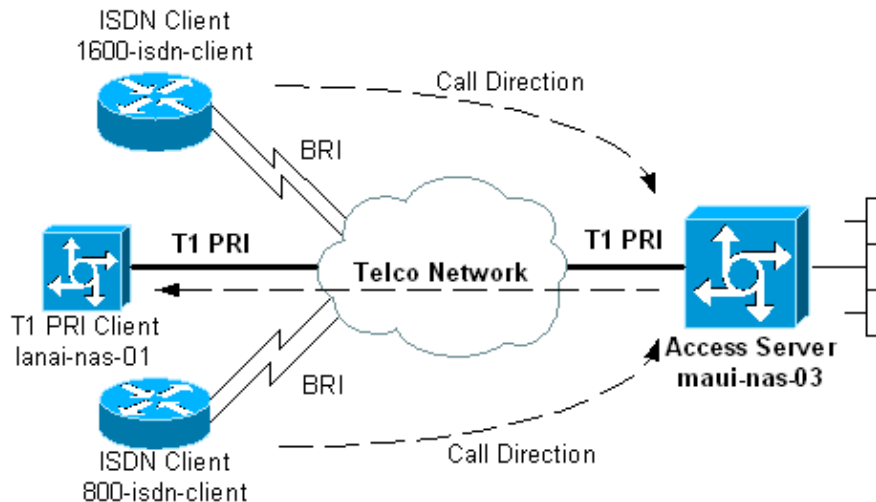 ISDN Client
1600-isdn-client
Call Direction
BRI
T1 PRI
T1 PRI
Telco Network
T1 PRI Client
lanai-nas-01
Access Server
maui-nas-03
BRI
Call Direction
ISDN Client
800-isdn-client